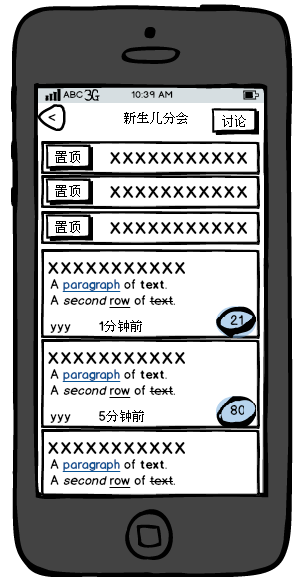 ABC 3G 10:39 AM
< 新生儿分会 讨论
置顶 XXXXXXXXXXX
置顶 XXXXXXXXXXX
置顶 XXXXXXXXXXX
XXXXXXXXXXX
A paragraph of text.
A second row of text.
yyy 1分钟前 21
XXXXXXXXXXX
A paragraph of text.
A second row of text.
yyy 5分钟前 80
XXXXXXXXXXX
A paragraph of text.
A second row of text.